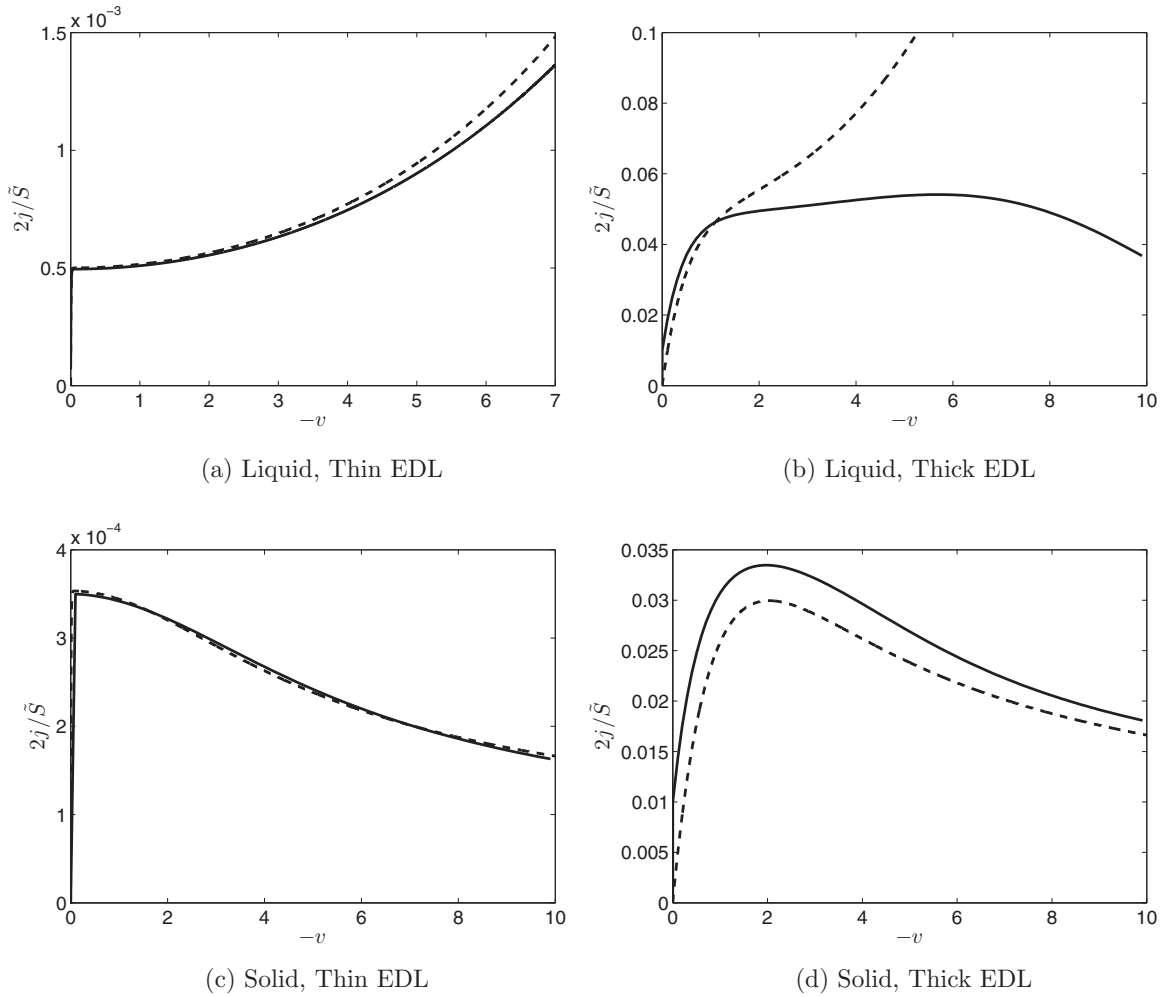 x 10⁻³
1.5
1
0.5
0
2j/S̃
0 1 2 3 4 5 6 7
−v
(a) Liquid, Thin EDL
0.1
0.08
0.06
0.04
0.02
0
2j/S̃
0 2 4 6 8 10
−v
(b) Liquid, Thick EDL
x 10⁻⁴
4
3
2
1
0
2j/S̃
0 2 4 6 8 10
−v
(c) Solid, Thin EDL
0.035
0.03
0.025
0.02
0.015
0.01
0.005
0
2j/S̃
0 2 4 6 8 10
−v
(d) Solid, Thick EDL